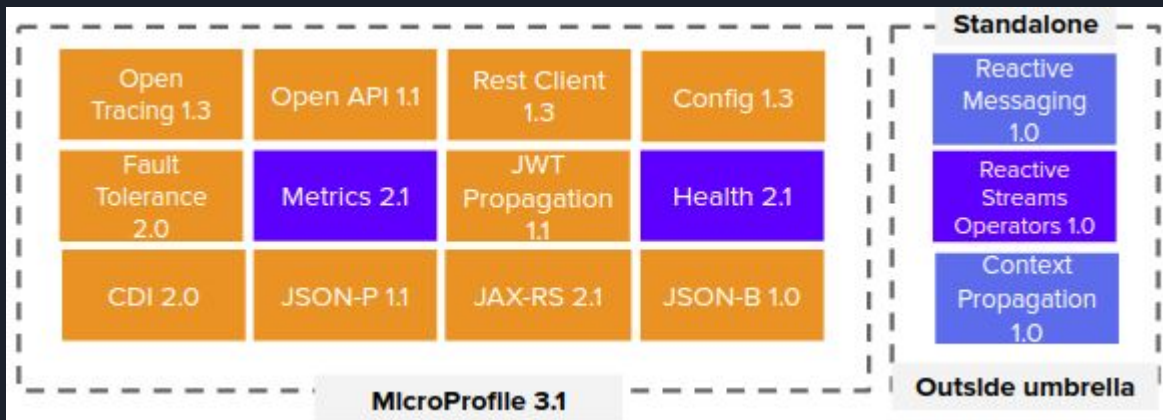 Standalone
Open
Tracing 1.3
Open API 1.1
Rest Client
1.3
Config 1.3
Reactive
Messaging
1.0
Fault
Tolerance
2.0
Metrics 2.1
JWT
Propagation
1.1
Health 2.1
Reactive
Streams
Operators 1.0
CDI 2.0
JSON-P 1.1
JAX-RS 2.1
JSON-B 1.0
Context
Propagation
1.0
MicroProfile 3.1
Outside umbrella